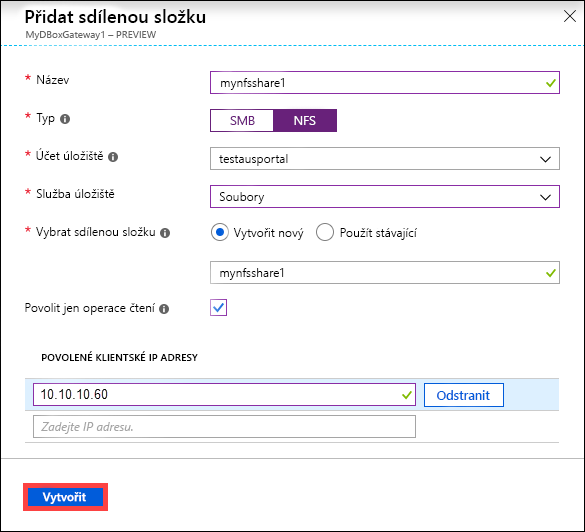 Přidat sdílenou složku
MyDBoxGateway1 – PREVIEW
* Název
mynfsshare1
* Typ
SMB NFS
* Účet úložiště
testausportal
* Služba úložiště
Soubory
* Vybrat sdílenou složku
Vytvořit nový Použít stávající
mynfsshare1
Povolit jen operace čtení
POVOLENÉ KLIENTSKÉ IP ADRESY
10.10.10.60
Odstranit
Zadejte IP adresu.
Vytvořit